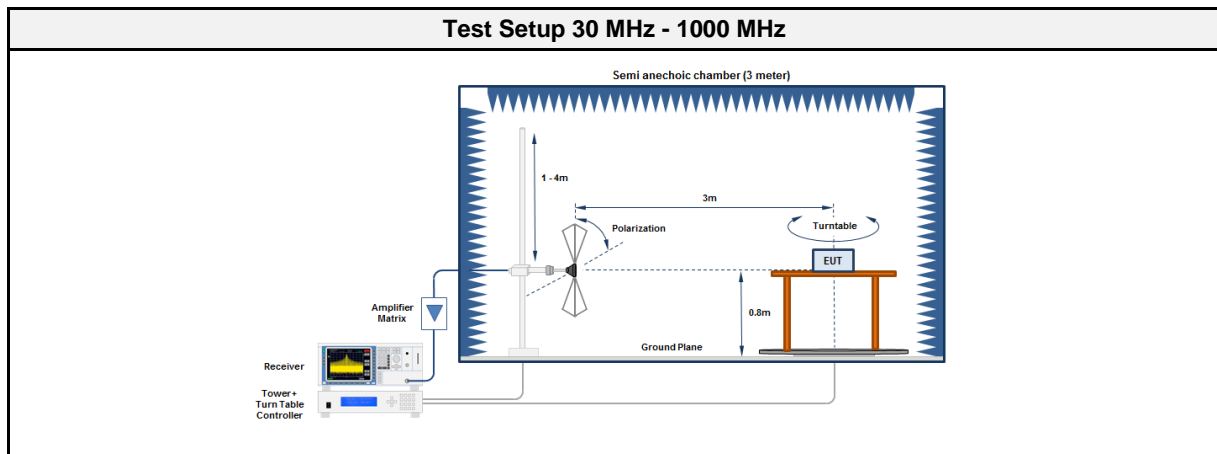 Test Setup 30 MHz - 1000 MHz
Semi anechoic chamber (3 meter)
1 - 4m
3m
Polarization
Turntable
EUT
Amplifier
Matrix
0.8m
Ground Plane
Receiver
Tower+
Turn Table
Controller